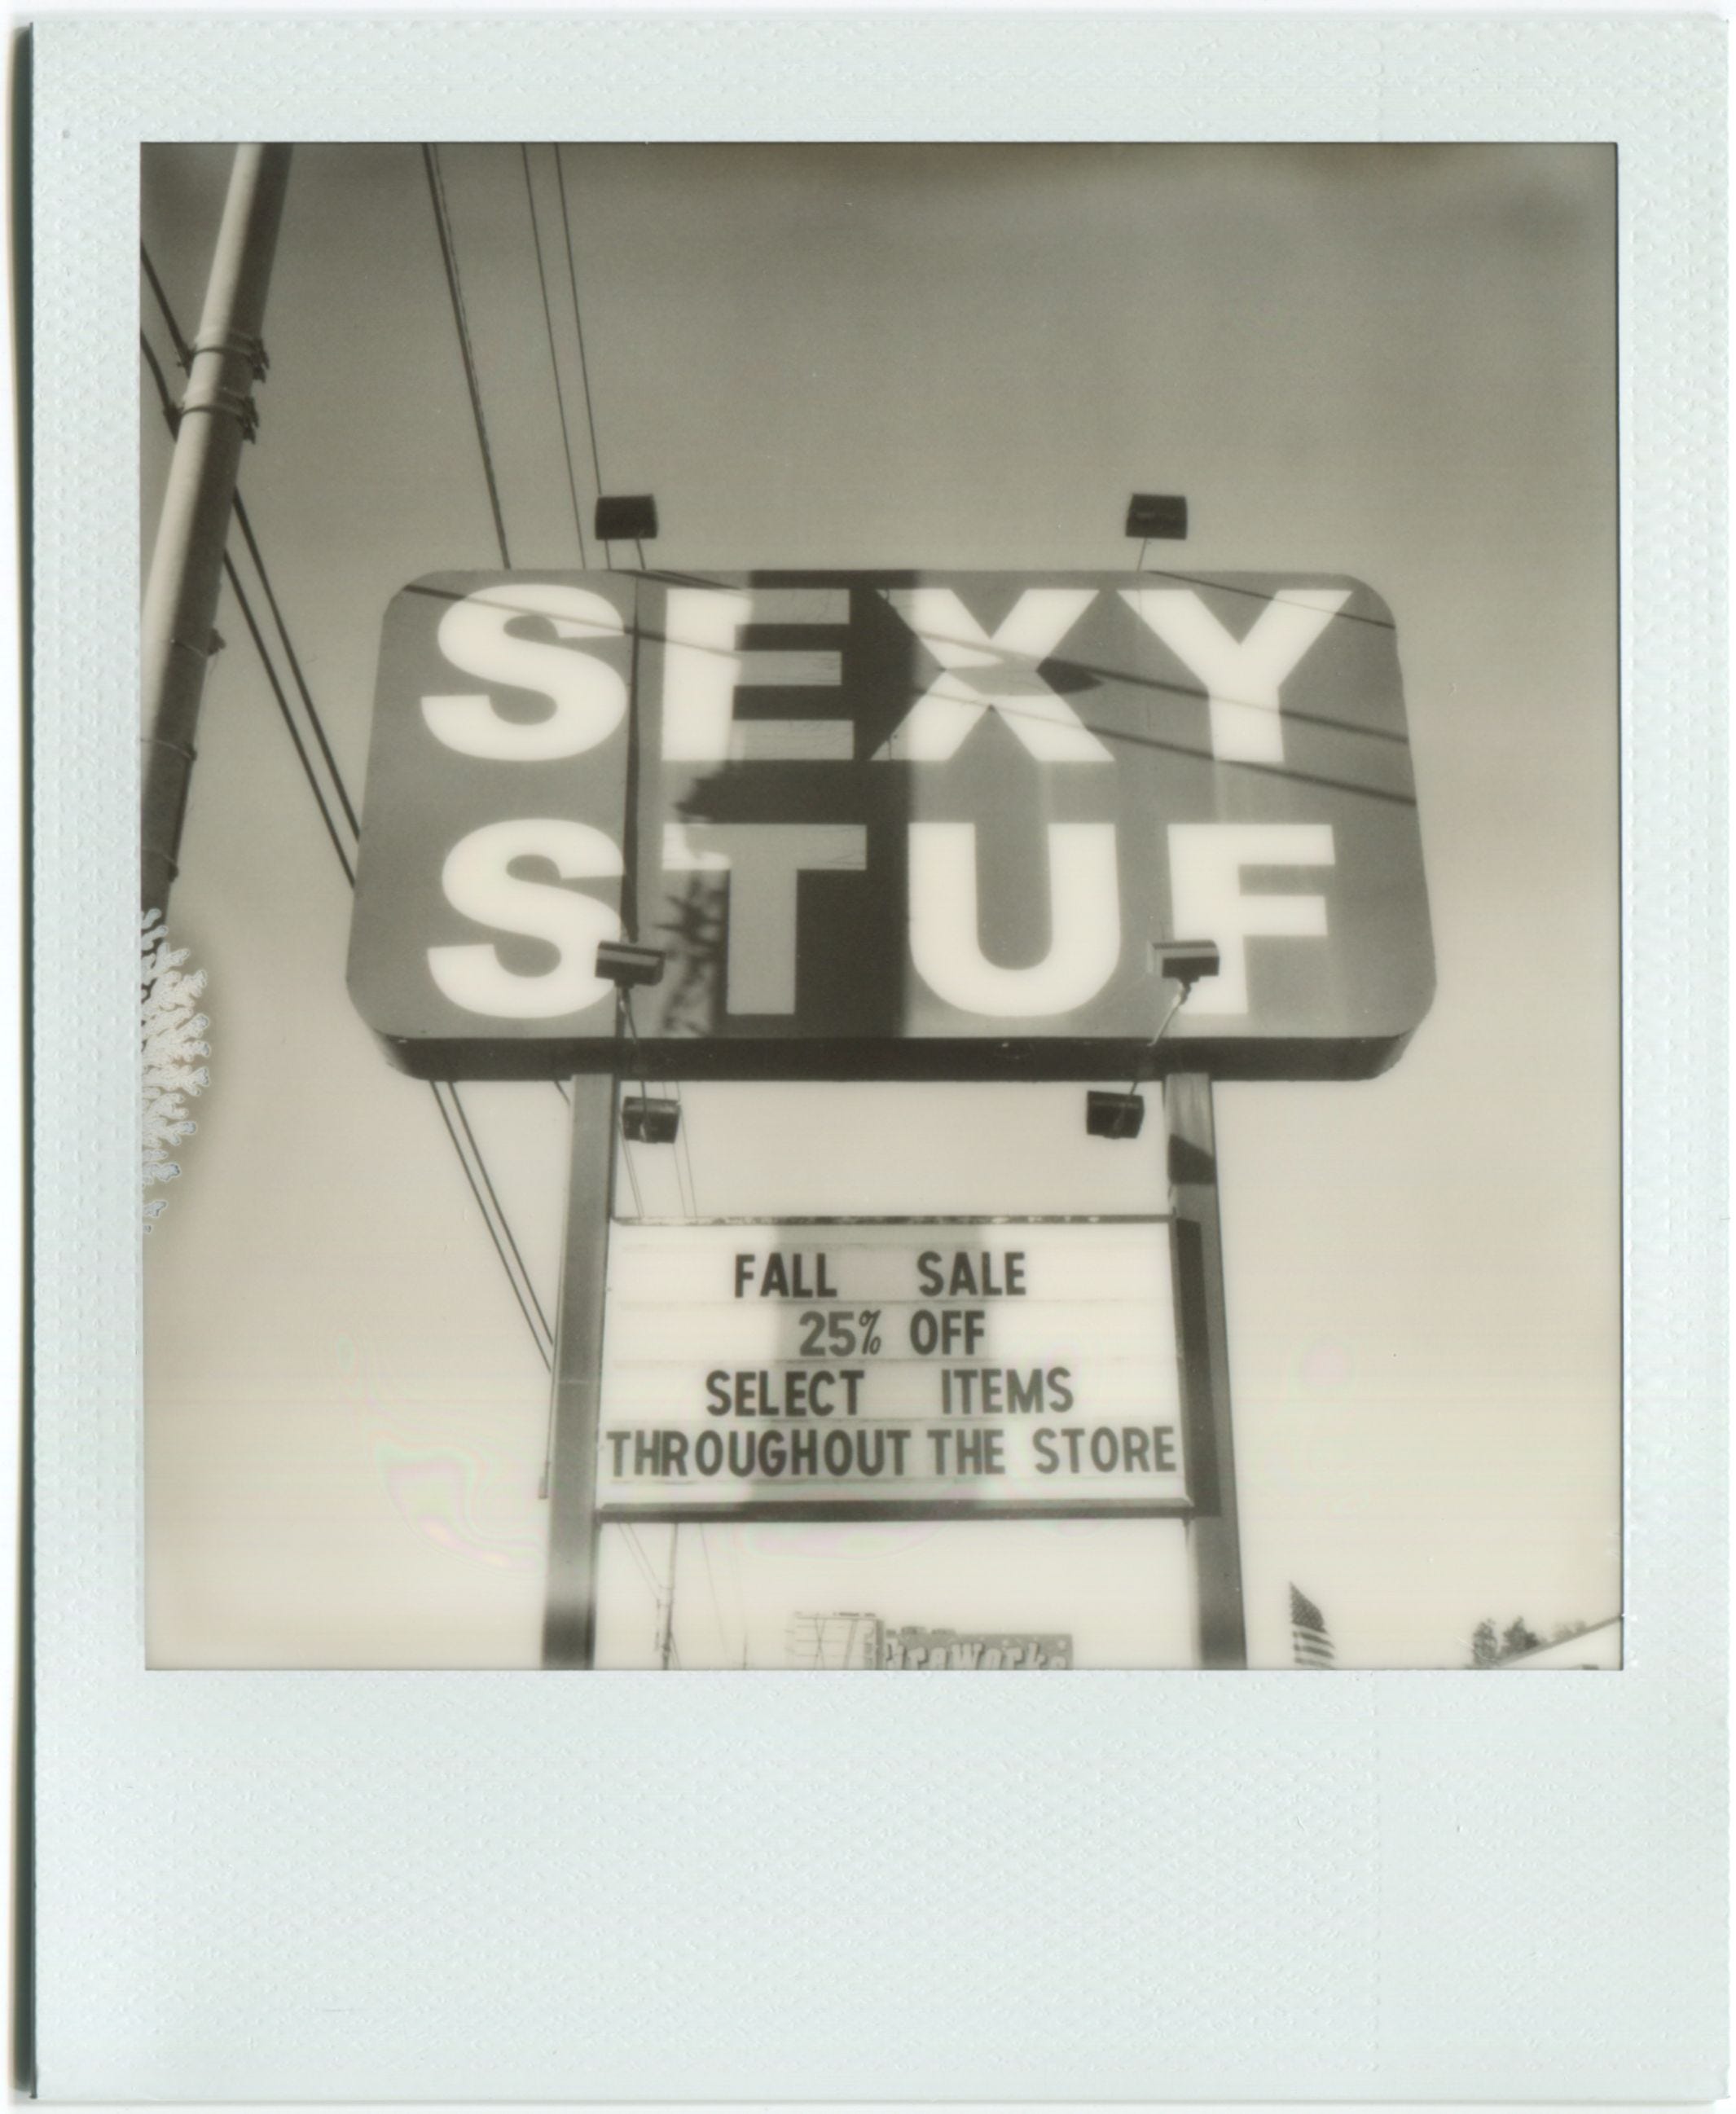 SEXY
STUF
FALL SALE
25% OFF
SELECT ITEMS
THROUGHOUT THE STORE